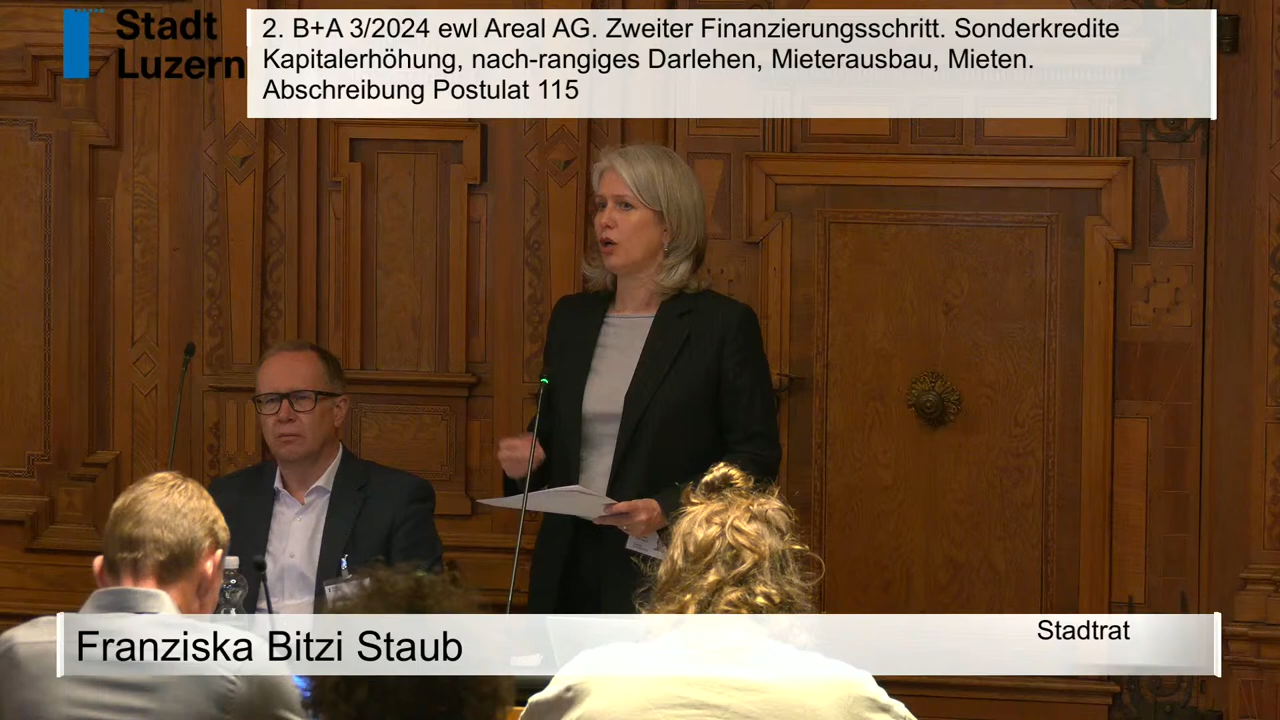 Stadt
Luzern
2. B+A 3/2024 ewl Areal AG. Zweiter Finanzierungsschritt. Sonderkredite
Kapitalerhöhung, nach-rangiges Darlehen, Mieterausbau, Mieten.
Abschreibung Postulat 115
Franziska Bitzi Staub
Stadtrat